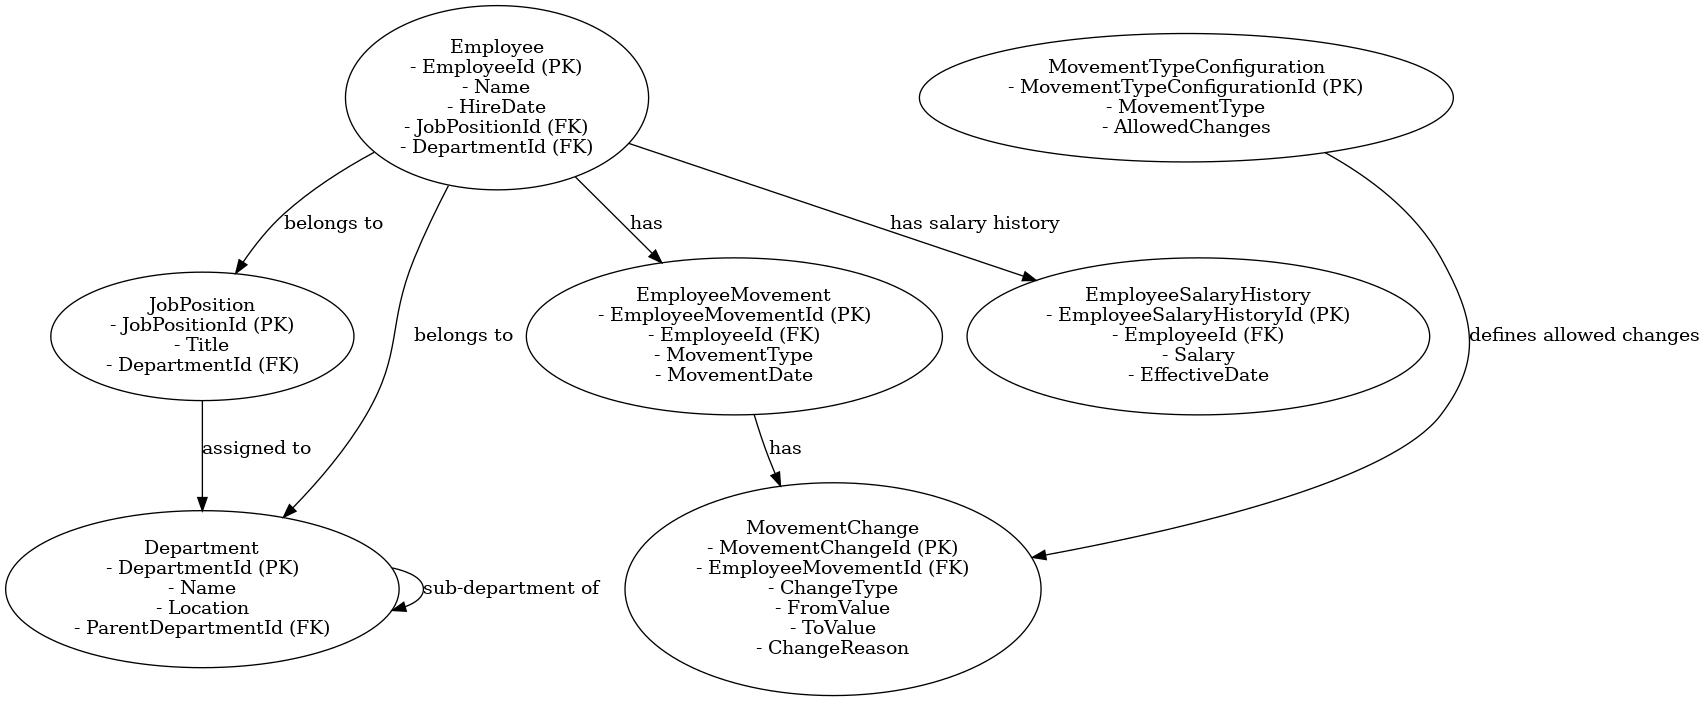 Employee
- EmployeeId (PK)
- Name
- HireDate
- JobPositionId (FK)
- DepartmentId (FK)
MovementTypeConfiguration
- MovementTypeConfigurationId (PK)
- MovementType
- AllowedChanges
belongs to
has
has salary history
JobPosition
- JobPositionId (PK)
- Title
- DepartmentId (FK)
belongs to
EmployeeMovement
- EmployeeMovementId (PK)
- EmployeeId (FK)
- MovementType
- MovementDate
EmployeeSalaryHistory
- EmployeeSalaryHistoryId (PK)
- EmployeeId (FK)
- Salary
- EffectiveDate
defines allowed changes
assigned to
has
Department
- DepartmentId (PK)
- Name
- Location
- ParentDepartmentId (FK)
sub-department of
MovementChange
- MovementChangeId (PK)
- EmployeeMovementId (FK)
- ChangeType
- FromValue
- ToValue
- ChangeReason